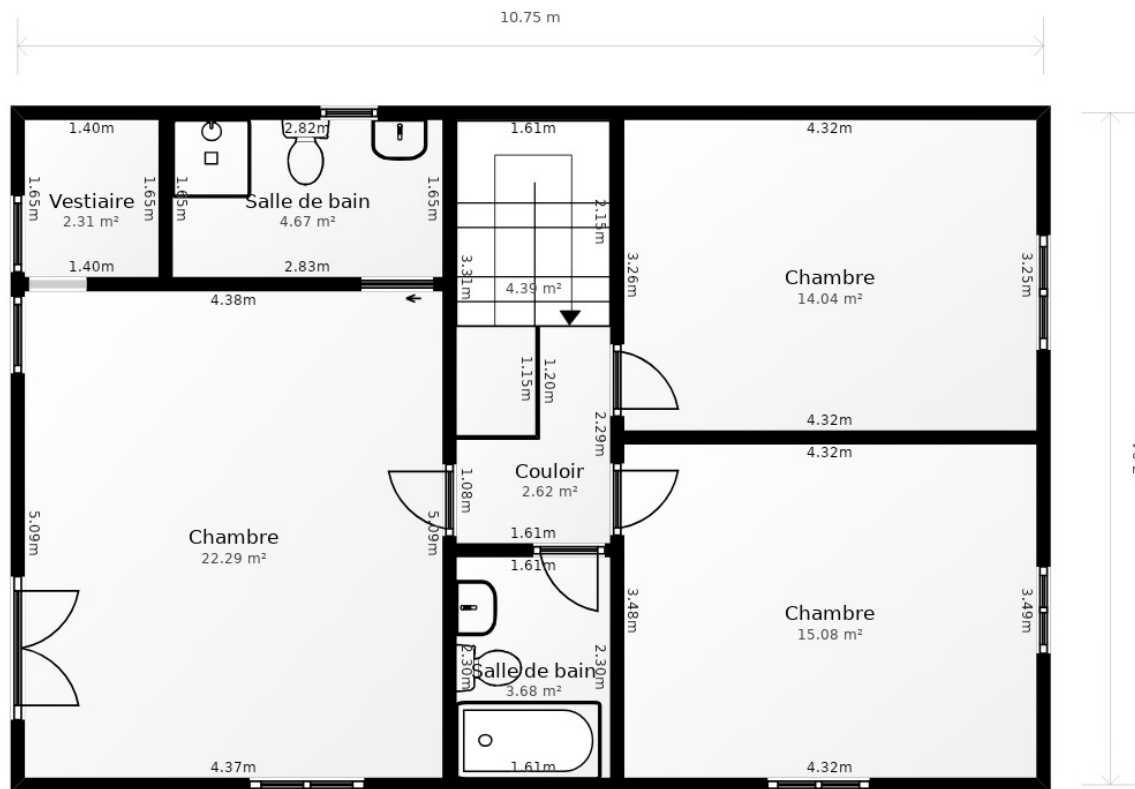 10.75 m
1.40m
2.82m
1.61m
4.32m
1.65m
1.65m
1.65m
1.65m
Vestiaire
2.31 m²
Salle de bain
4.67 m²
2.15m
1.40m
2.83m
3.31m
4.39 m²
3.26m
Chambre
14.04 m²
3.25m
4.38m
1.15m
1.20m
4.32m
2.29m
4.32m
Couloir
2.62 m²
1.08m
5.09m
5.09m
Chambre
22.29 m²
1.61m
1.61m
3.48m
Chambre
15.08 m²
3.49m
2.30m
Salle de bain
3.68 m²
2.30m
4.37m
1.61m
4.32m